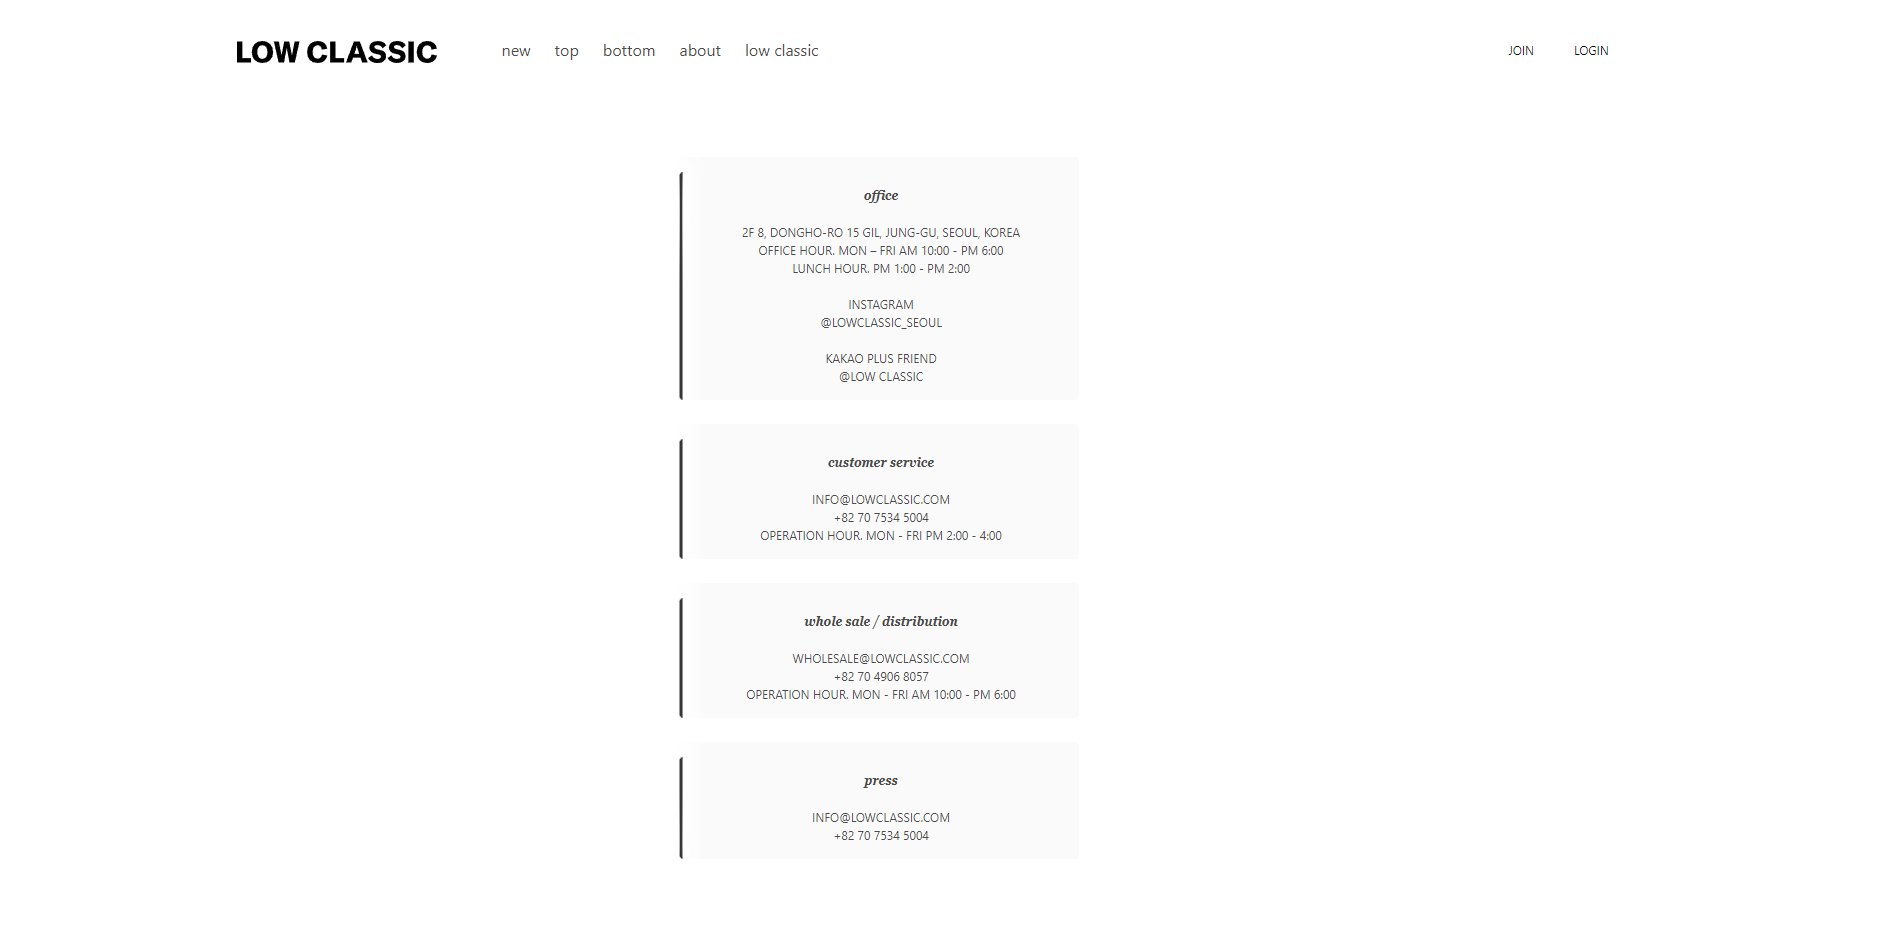 LOW CLASSIC
new top bottom about low classic
JOIN LOGIN
office
2F 8, DONGHO-RO 15 GIL, JUNG-GU, SEOUL, KOREA
OFFICE HOUR. MON – FRI AM 10:00 - PM 6:00
LUNCH HOUR. PM 1:00 - PM 2:00
INSTAGRAM
@LOWCLASSIC_SEOUL
KAKAO PLUS FRIEND
@LOW CLASSIC
customer service
INFO@LOWCLASSIC.COM
+82 70 7534 5004
OPERATION HOUR. MON - FRI PM 2:00 - 4:00
whole sale / distribution
WHOLESALE@LOWCLASSIC.COM
+82 70 4906 8057
OPERATION HOUR. MON - FRI AM 10:00 - PM 6:00
press
INFO@LOWCLASSIC.COM
+82 70 7534 5004